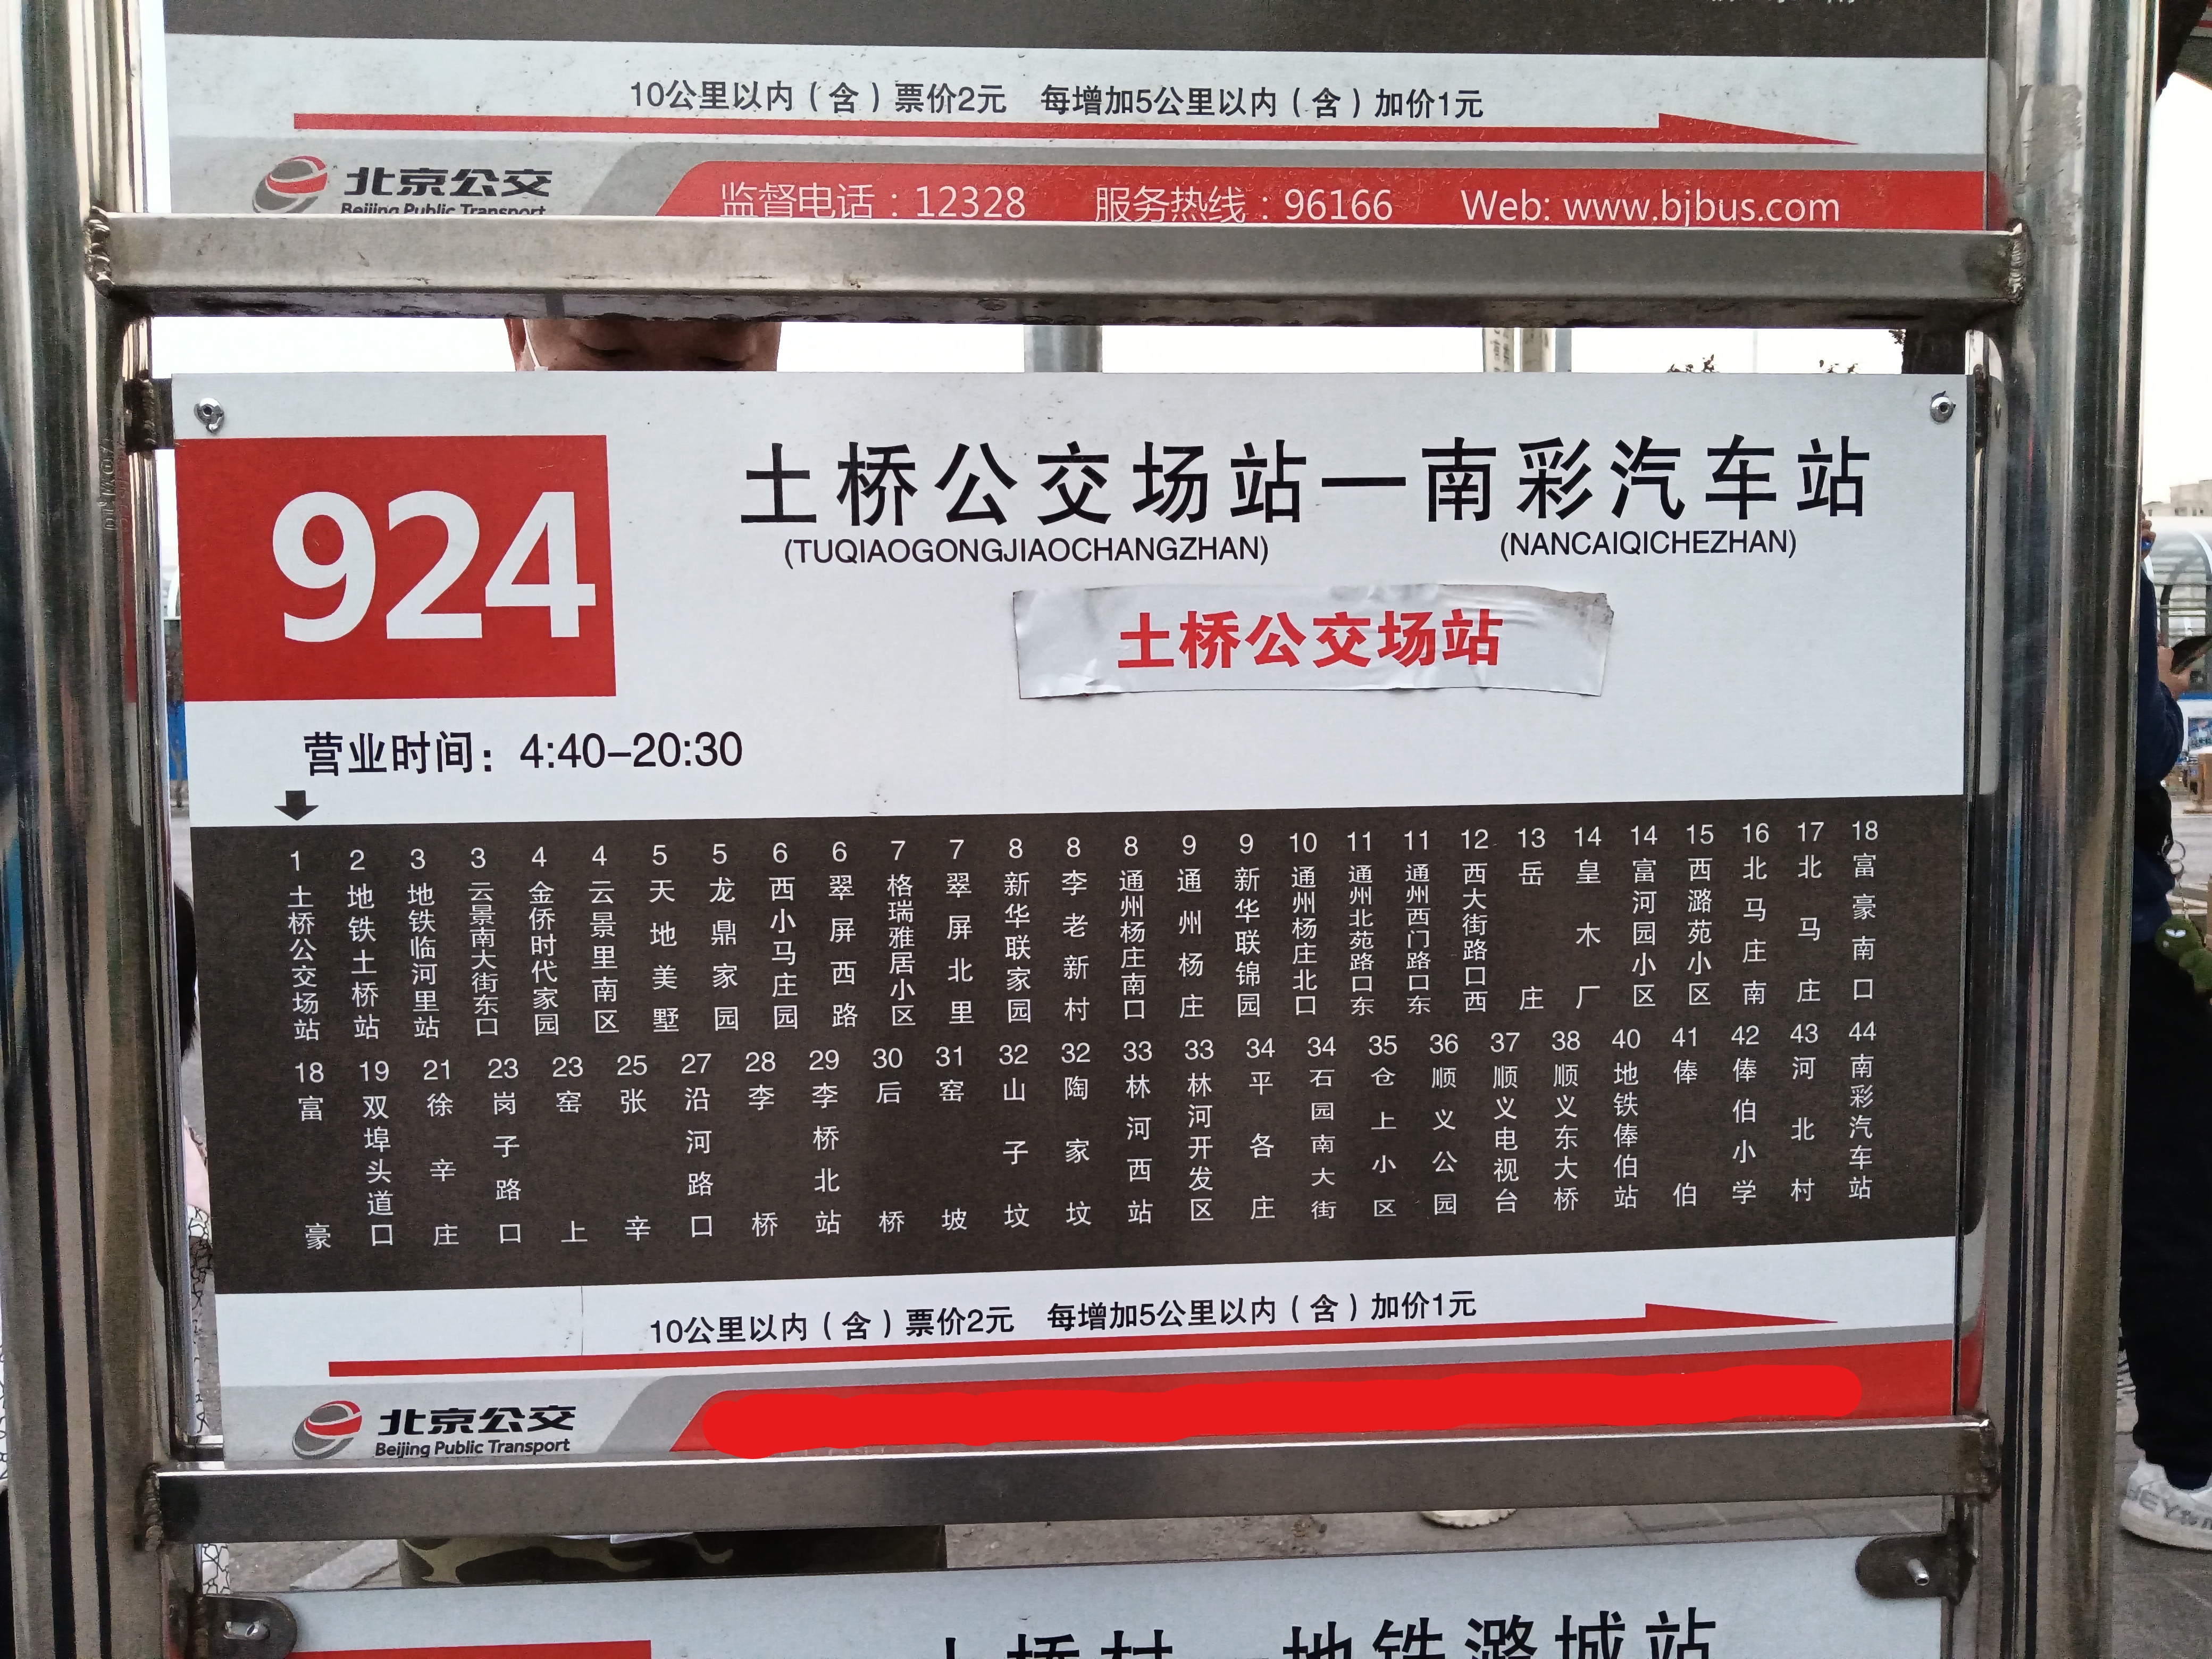 10公里以内（含）票价2元 每增加5公里以内（含）加价1元
北京公交
Beijing Public Transport
监督电话：12328 服务热线：96166 Web: www.bjbus.com
924
土桥公交场站—南彩汽车站
(TUQIAOGONGJIAOCHANGZHAN) (NANCAIQICHEZHAN)
土桥公交场站
营业时间：4:40–20:30
1 土桥公交场站
2 地铁土桥站
3 地铁临河里站
3 云景南大街东口
4 金侨时代家园
4 云景里南区
5 天地美墅
5 龙鼎家园
6 西小马庄园
6 翠屏西路
7 格瑞雅居小区
7 翠屏北里
8 新华联家园
8 李老新村
8 通州杨庄南口
9 通州杨庄
9 新华联锦园
10 通州杨庄北口
11 通州北苑路口东
11 通州西门路口东
12 西大街路口西
13 岳庄
14 皇木厂
14 富河园小区
15 西潞苑小区
16 北马庄南
17 北马庄
18 富豪南口
18 富豪
19 双埠头道口
21 徐辛庄
23 岗子路口
23 窑上
25 张辛
27 沿河路口
28 李桥
29 李桥北站
30 后桥
31 窑坡
32 山子坟
32 陶家坟
33 林河西站
33 林河开发区
34 平各庄
34 石园南大街
35 仓上小区
36 顺义公园
37 顺义电视台
38 顺义东大桥
40 地铁俸伯站
41 俸伯
42 俸伯小学
43 河北村
44 南彩汽车站
10公里以内（含）票价2元 每增加5公里以内（含）加价1元
北京公交
Beijing Public Transport
土桥村—地铁潞城站